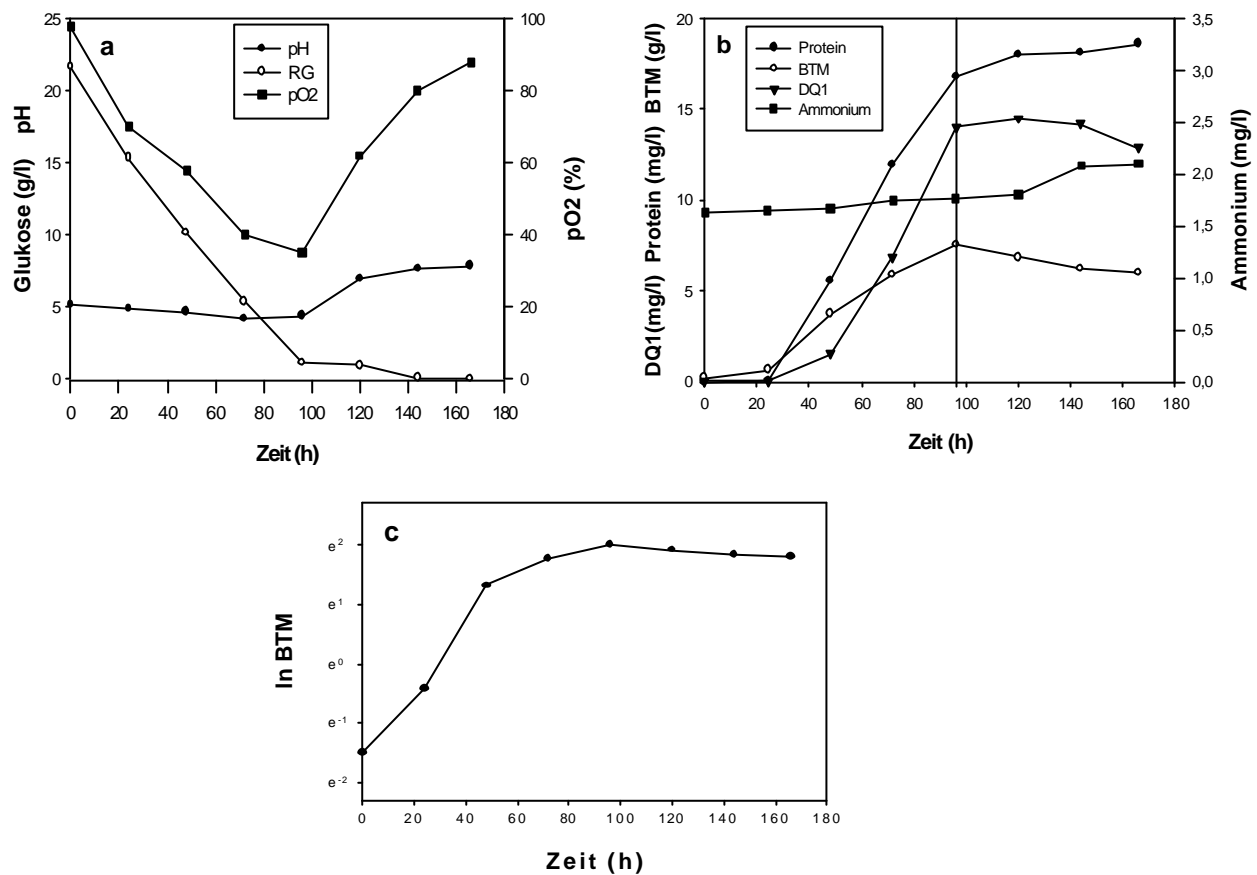 a
pH
RG
pO2
25
20
15
10
5
0
100
80
60
40
20
0
0 20 40 60 80 100 120 140 160 180
Glukose (g/l) pH
pO2 (%)
Zeit (h)
b
Protein
BTM
DQ1
Ammonium
20
15
10
5
0
3,5
3,0
2,5
2,0
1,5
1,0
0,5
0,0
0 20 40 60 80 100 120 140 160 180
DQ1(mg/l) Protein (mg/l) BTM (g/l)
Ammonium (mg/l)
Zeit (h)
c
e2
e1
e0
e-1
e-2
0 20 40 60 80 100 120 140 160 180
ln BTM
Zeit (h)